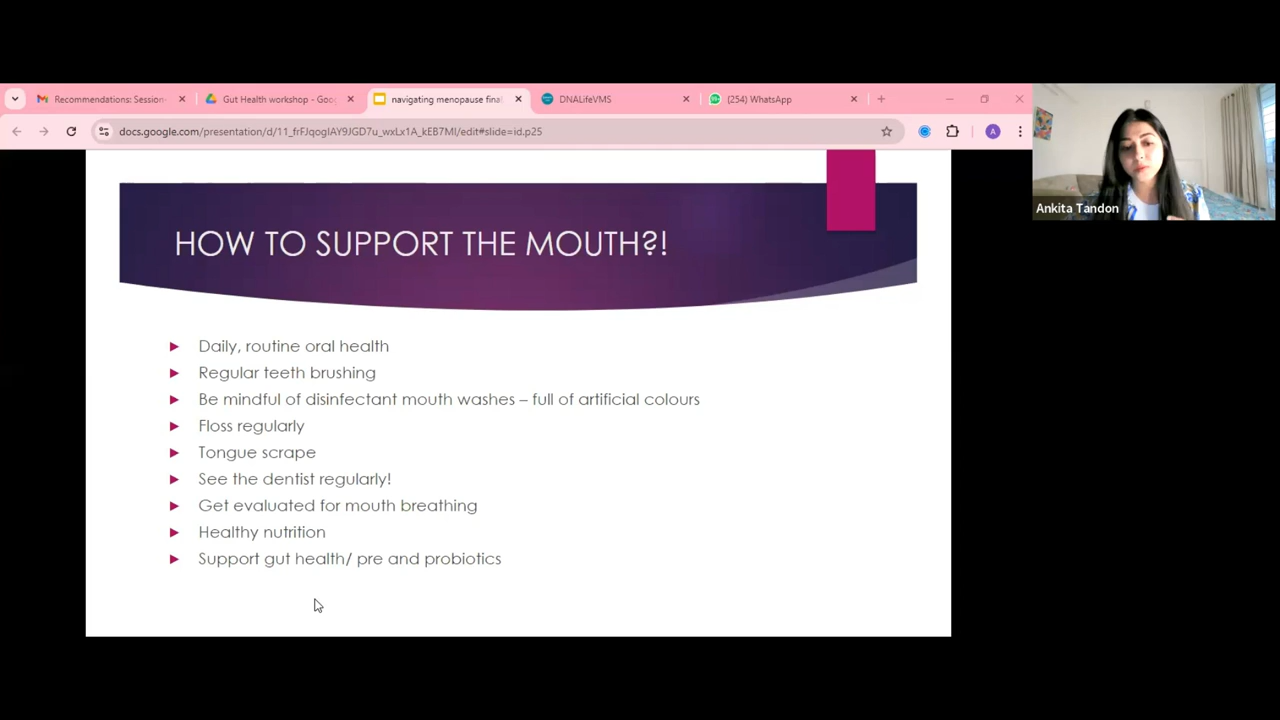 Recommendations: Session-
Gut Health workshop - Goo
navigating menopause final
DNALifeVMS
(254) WhatsApp
docs.google.com/presentation/d/11_frFJqogIAY9JGD7u_wxLx1A_kEB7MI/edit#slide=id.p25
A
Ankita Tandon
HOW TO SUPPORT THE MOUTH?!
Daily, routine oral health
Regular teeth brushing
Be mindful of disinfectant mouth washes – full of artificial colours
Floss regularly
Tongue scrape
See the dentist regularly!
Get evaluated for mouth breathing
Healthy nutrition
Support gut health/ pre and probiotics